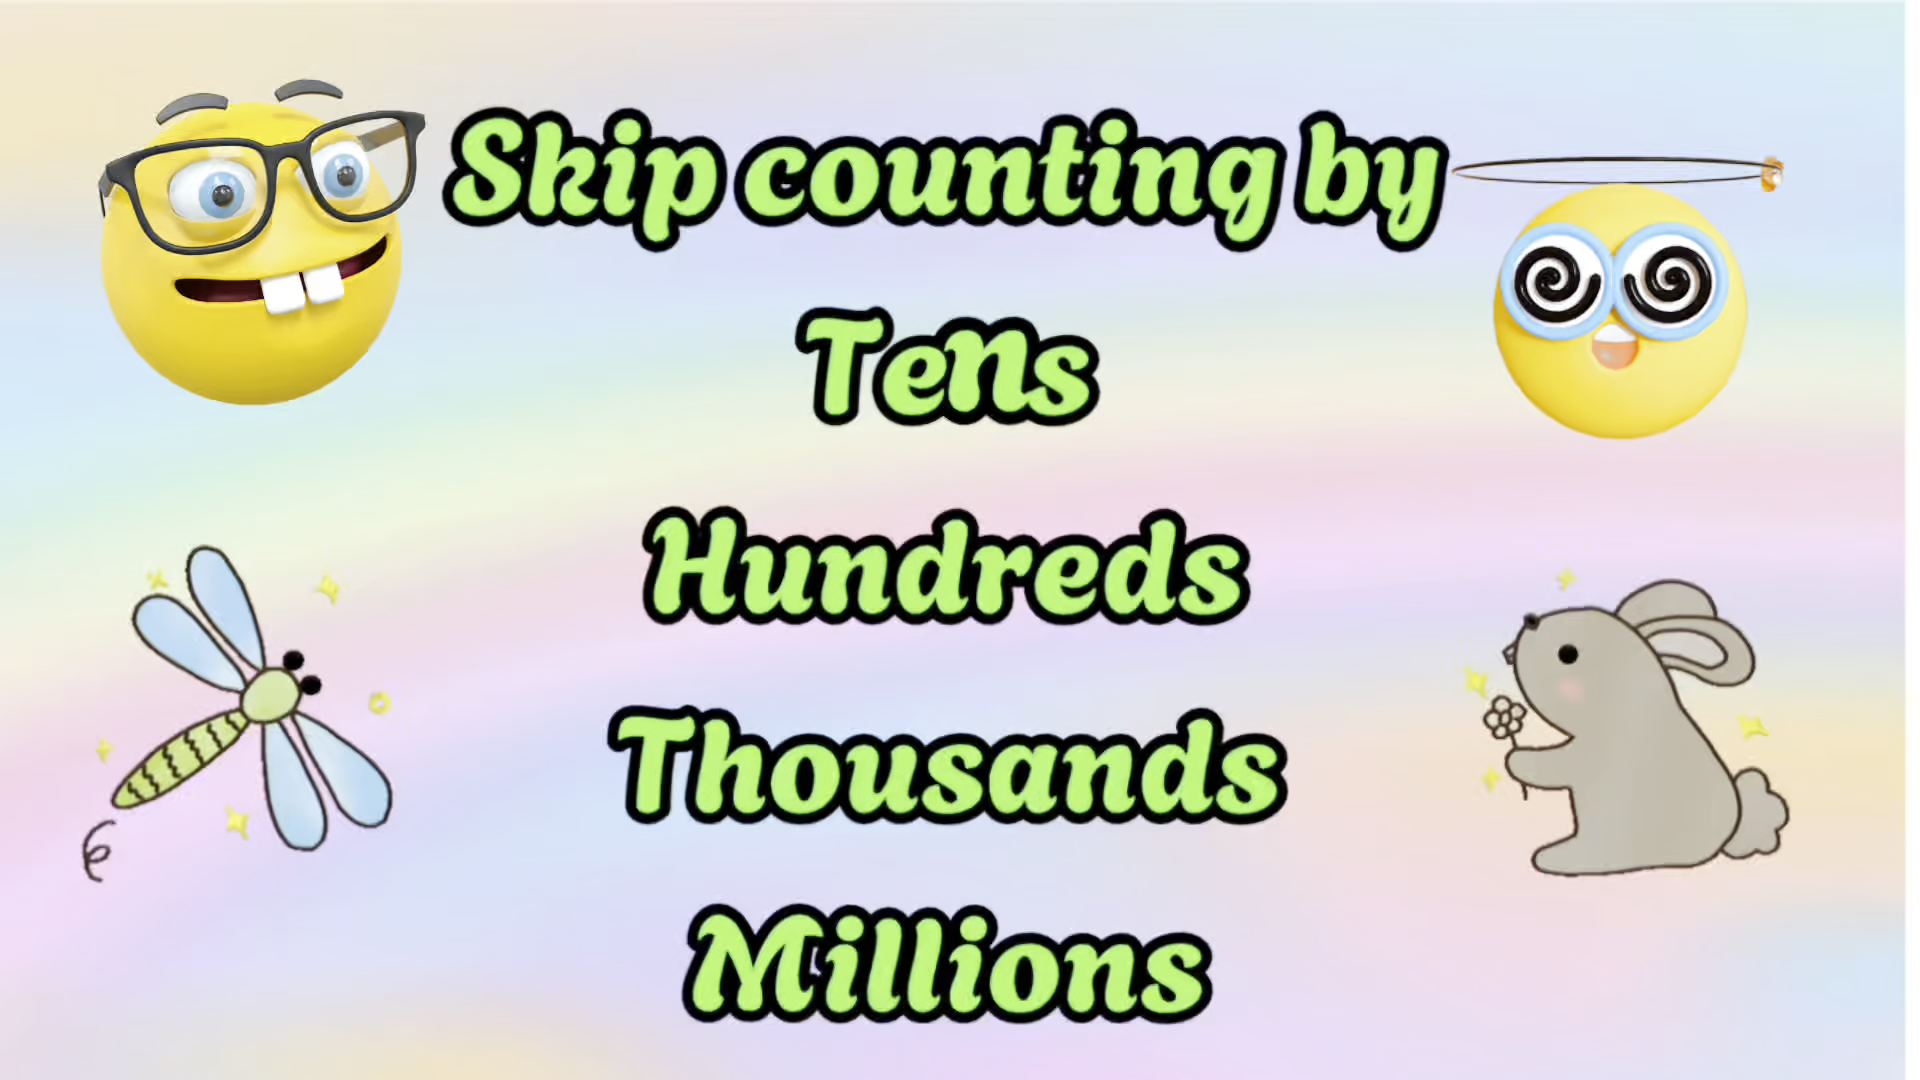 Skip counting by
Tens
Hundreds
Thousands
Millions